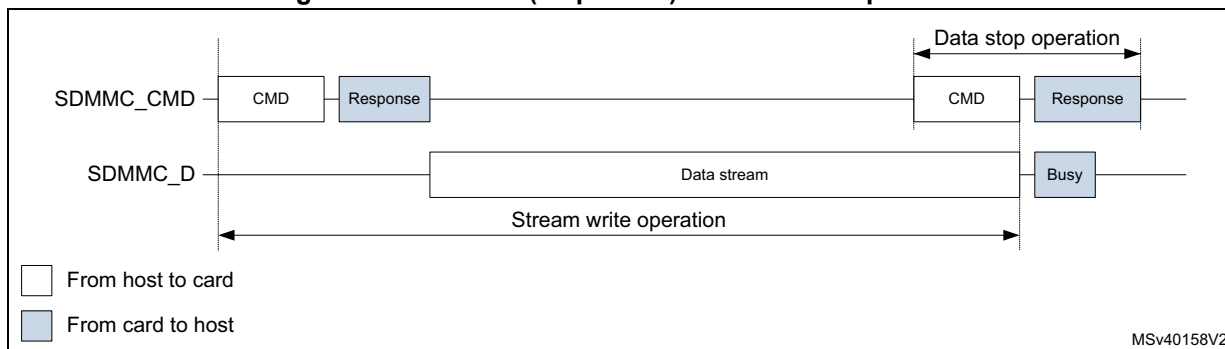 Data stop operation
SDMMC_CMD CMD Response CMD Response
SDMMC_D Data stream Busy
Stream write operation
From host to card
From card to host
MSv40158V2